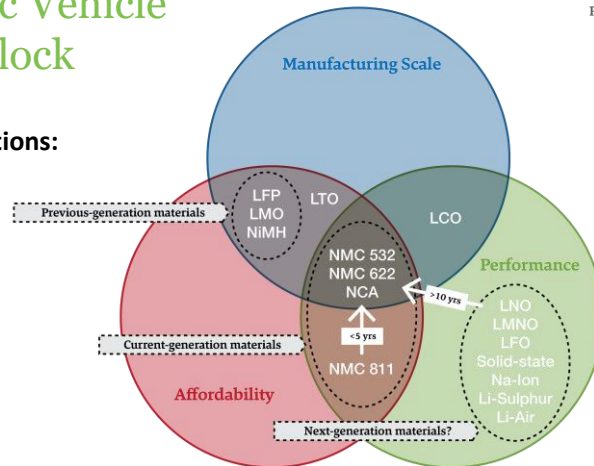 c Vehicle
lock
tions:
Manufacturing Scale
Previous-generation materials
LFP
LMO
NiMH
LTO
LCO
NMC 532
NMC 622
NCA
Performance
>10 yrs
LNO
LMNO
LFO
Solid-state
Na-Ion
Li-Sulphur
Li-Air
<5 yrs
Current-generation materials
NMC 811
Affordability
Next-generation materials?